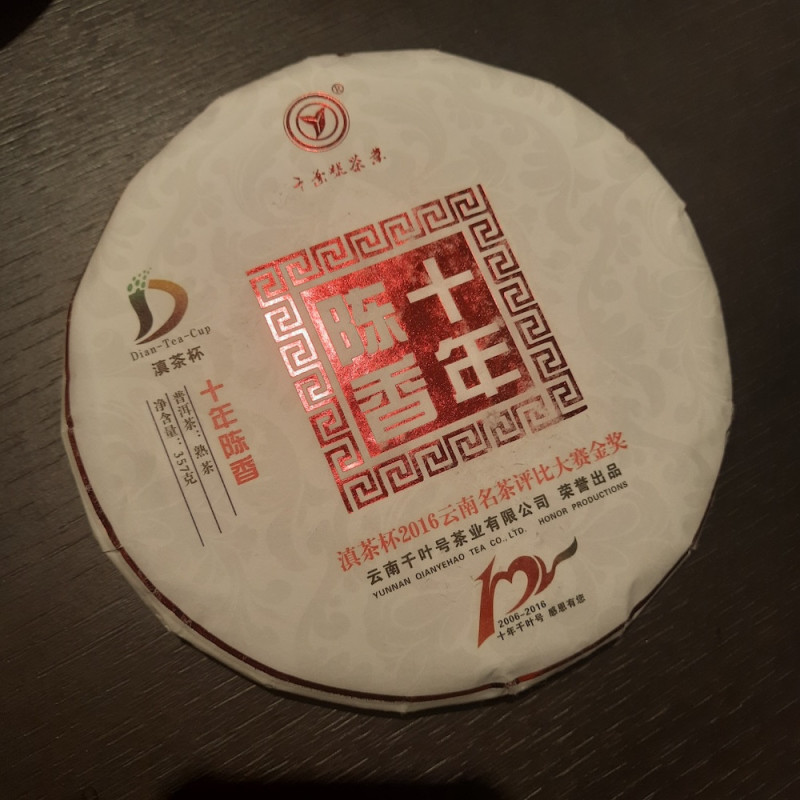 ®
千叶号茶业
十年
陈香
Dian-Tea-Cup
滇茶杯
十年陈香
普洱茶：熟茶
净含量：357克
滇茶杯2016云南名茶评比大赛金奖
云南千叶号茶业有限公司 荣誉出品
YUNNAN QIANYEHAO TEA CO., LTD. HONOR PRODUCTIONS
2006-2016
十年千叶号 感恩有您